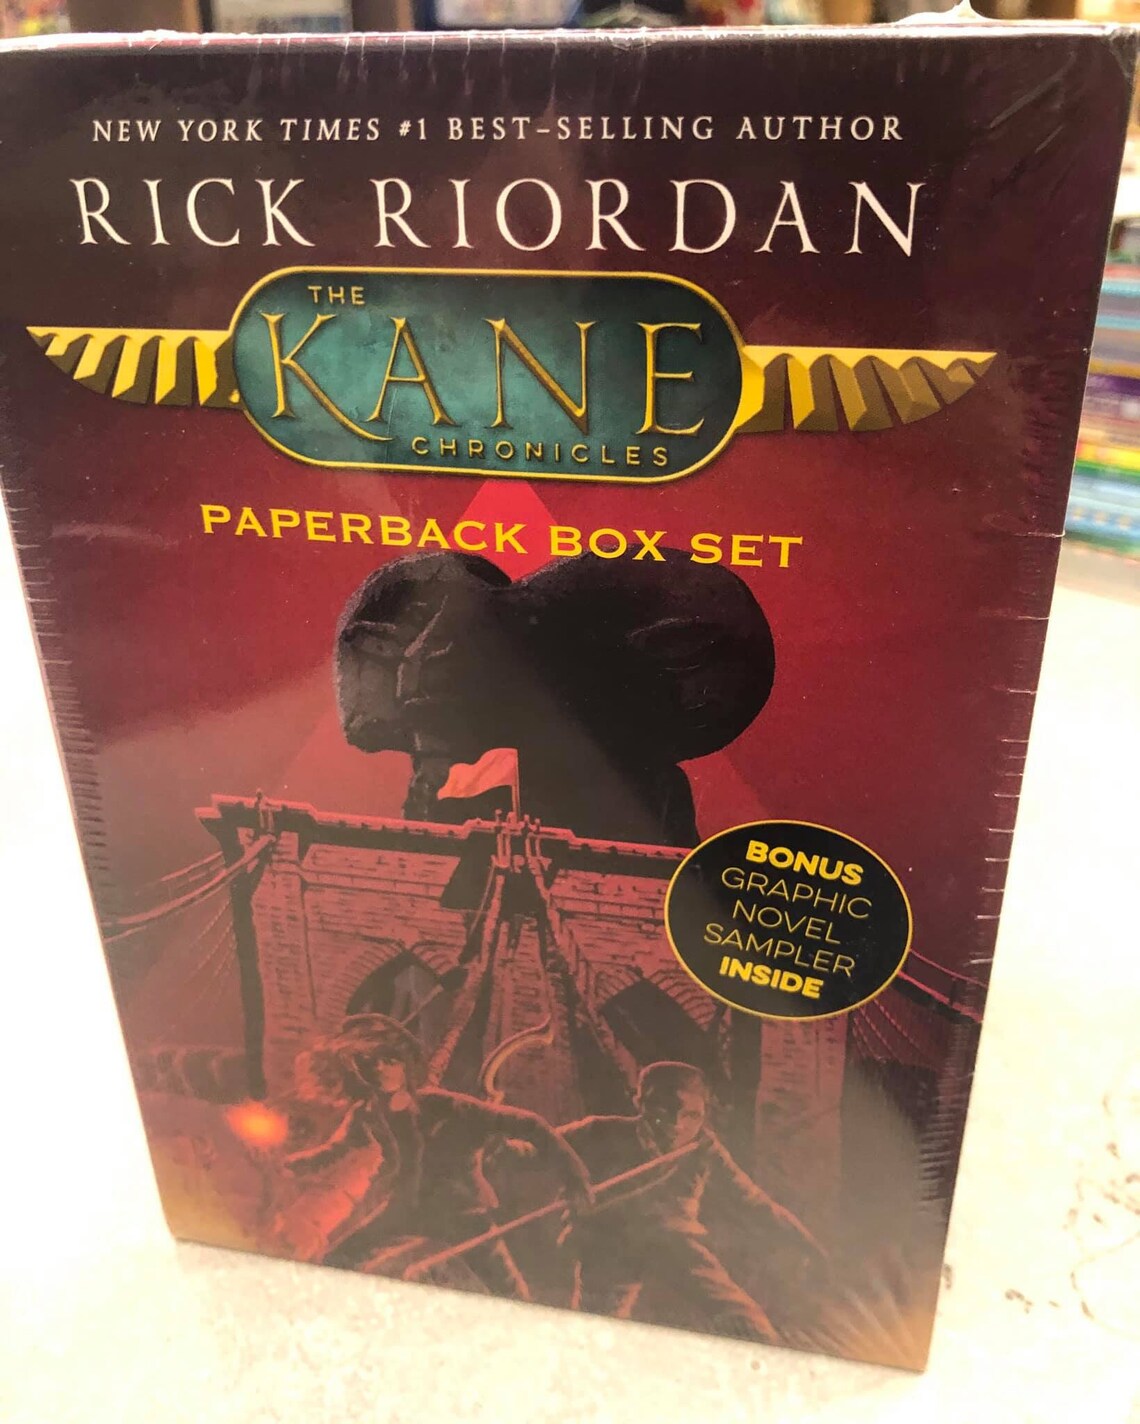 NEW YORK TIMES #1 BEST-SELLING AUTHOR
RICK RIORDAN
THE
KANE
CHRONICLES
PAPERBACK BOX SET
BONUS
GRAPHIC
NOVEL
SAMPLER
INSIDE